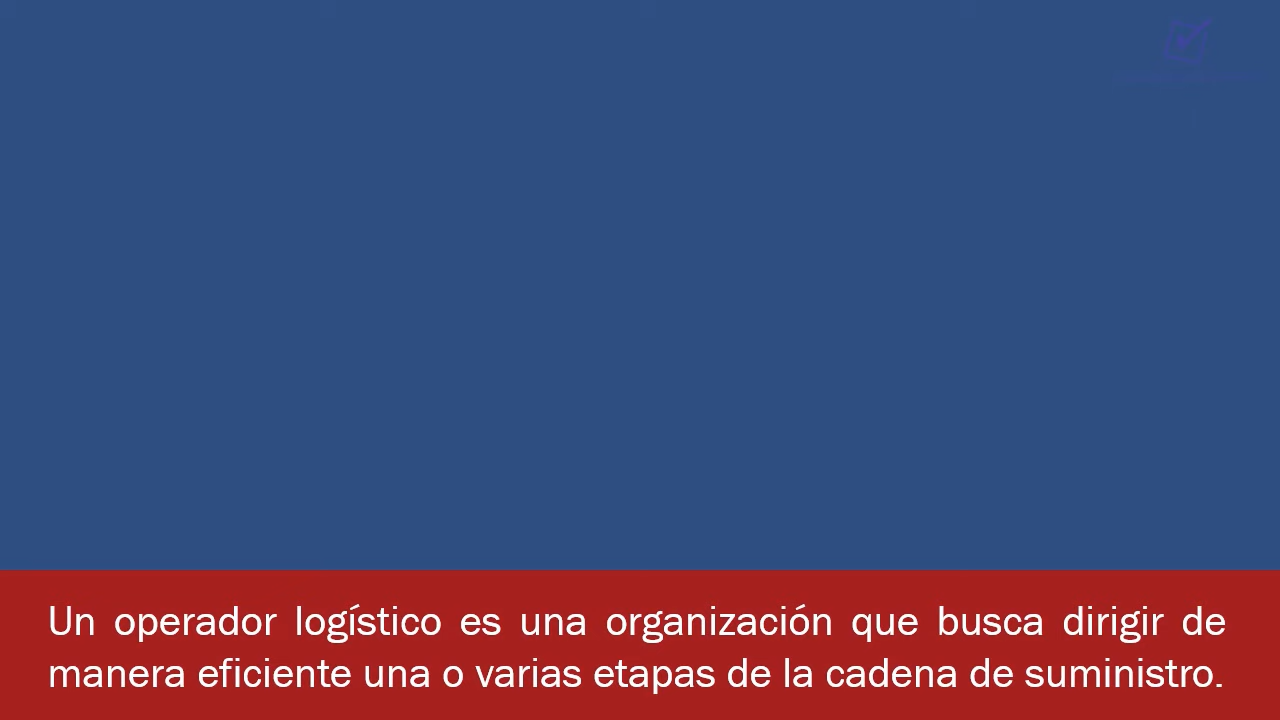 Un operador logístico es una organización que busca dirigir de
manera eficiente una o varias etapas de la cadena de suministro.